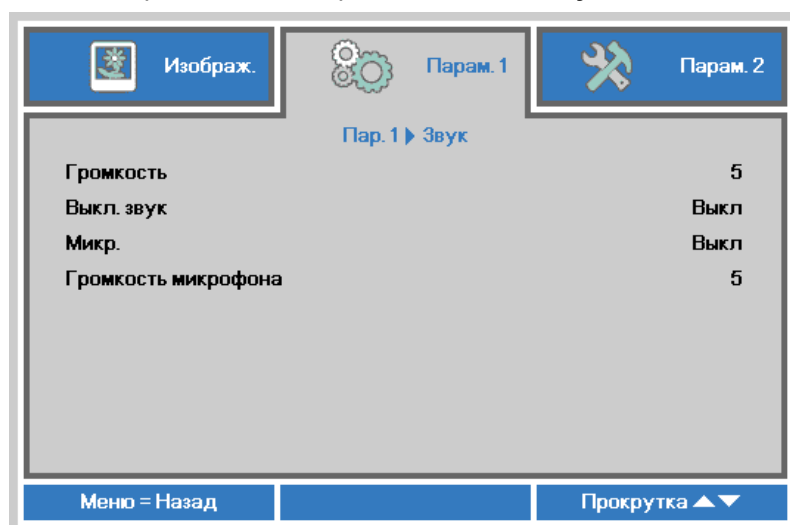 Изображ.
Парам. 1
Парам. 2
Пар. 1 ▶ Звук
Громкость 5
Выкл. звук Выкл
Микр. Выкл
Громкость микрофона 5
Меню = Назад
Прокрутка ▲▼